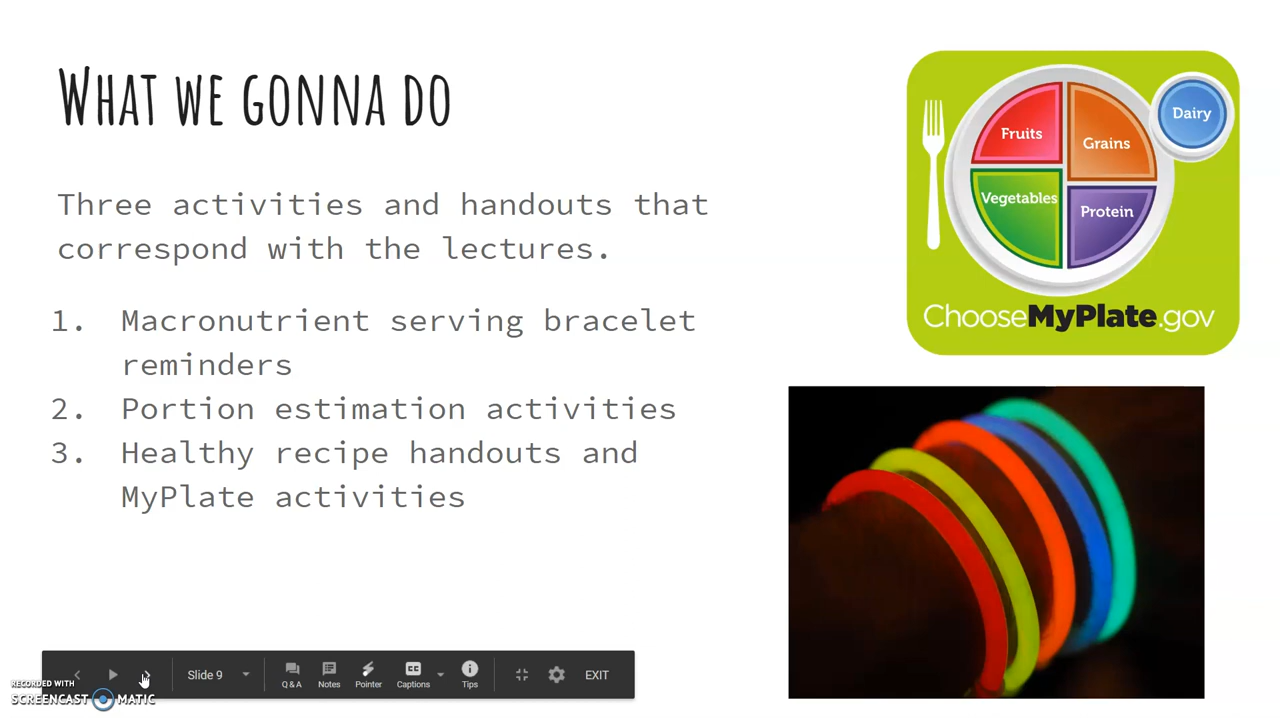 What we gonna do
Three activities and handouts that
correspond with the lectures.
1. Macronutrient serving bracelet
reminders
2. Portion estimation activities
3. Healthy recipe handouts and
MyPlate activities
Fruits
Grains
Dairy
Vegetables
Protein
ChooseMyPlate.gov
Slide 9
Q & A
Notes
Pointer
CC
Captions
Tips
EXIT
RECORDED WITH
SCREENCAST MATIC